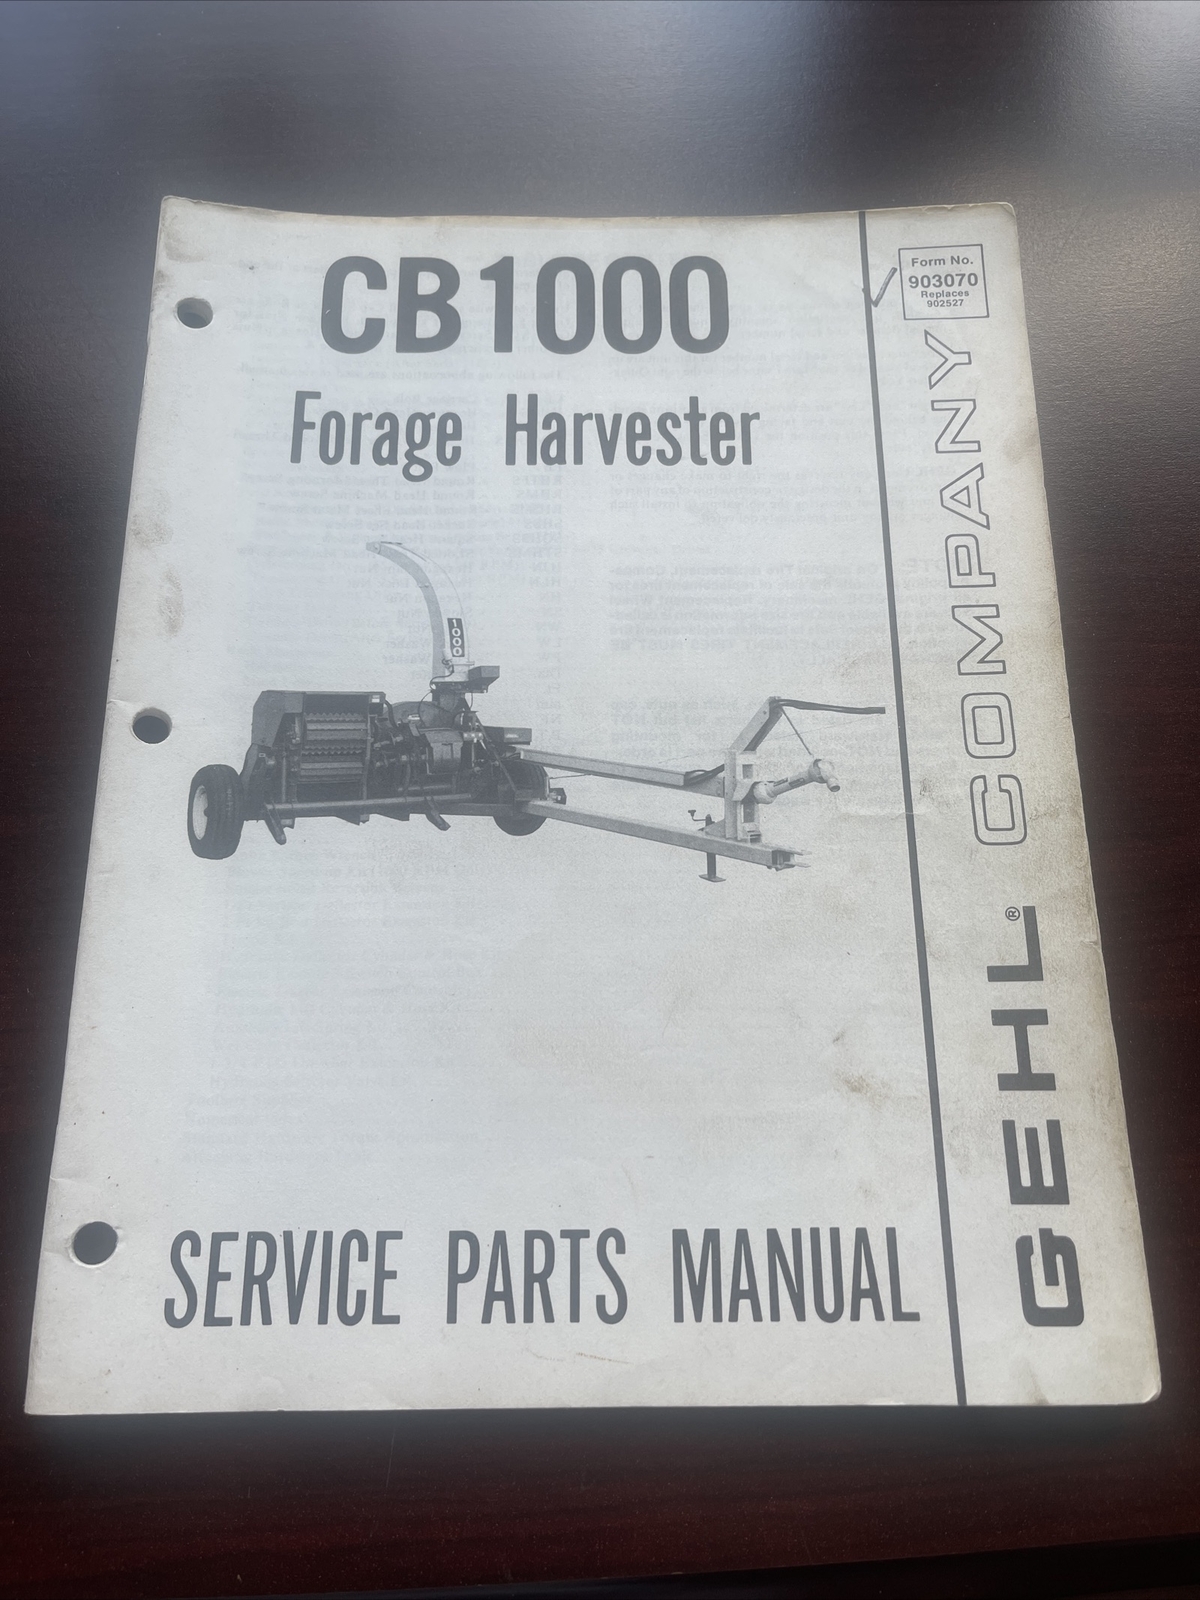 CB1000
Forage Harvester
Form No.
903070
Replaces
902527
1000
GEHL® COMPANY
SERVICE PARTS MANUAL